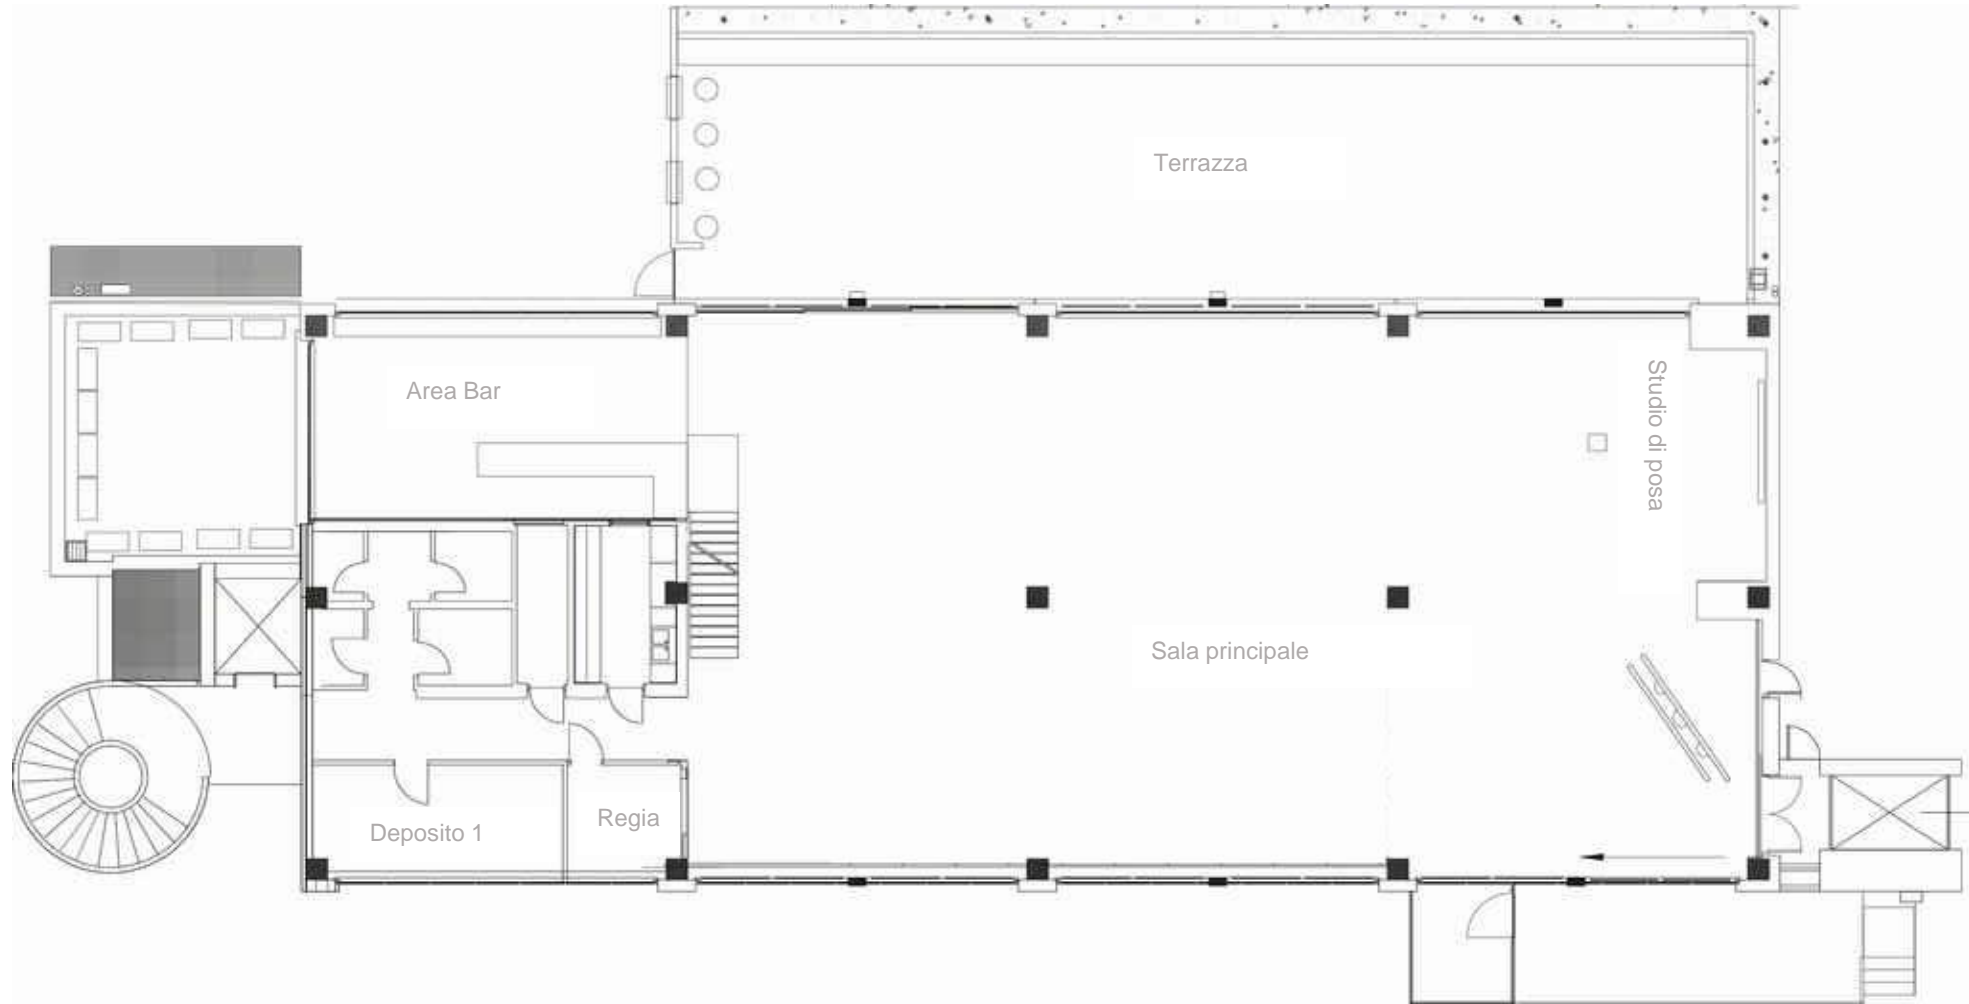 Terrazza
Area Bar
Studio di posa
Sala principale
Regia
Deposito 1